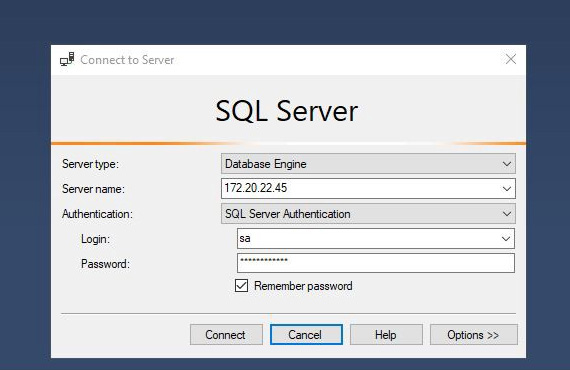 Connect to Server
SQL Server
Server type: Database Engine
Server name: 172.20.22.45
Authentication: SQL Server Authentication
Login: sa
Password: ************
Remember password
Connect Cancel Help Options >>